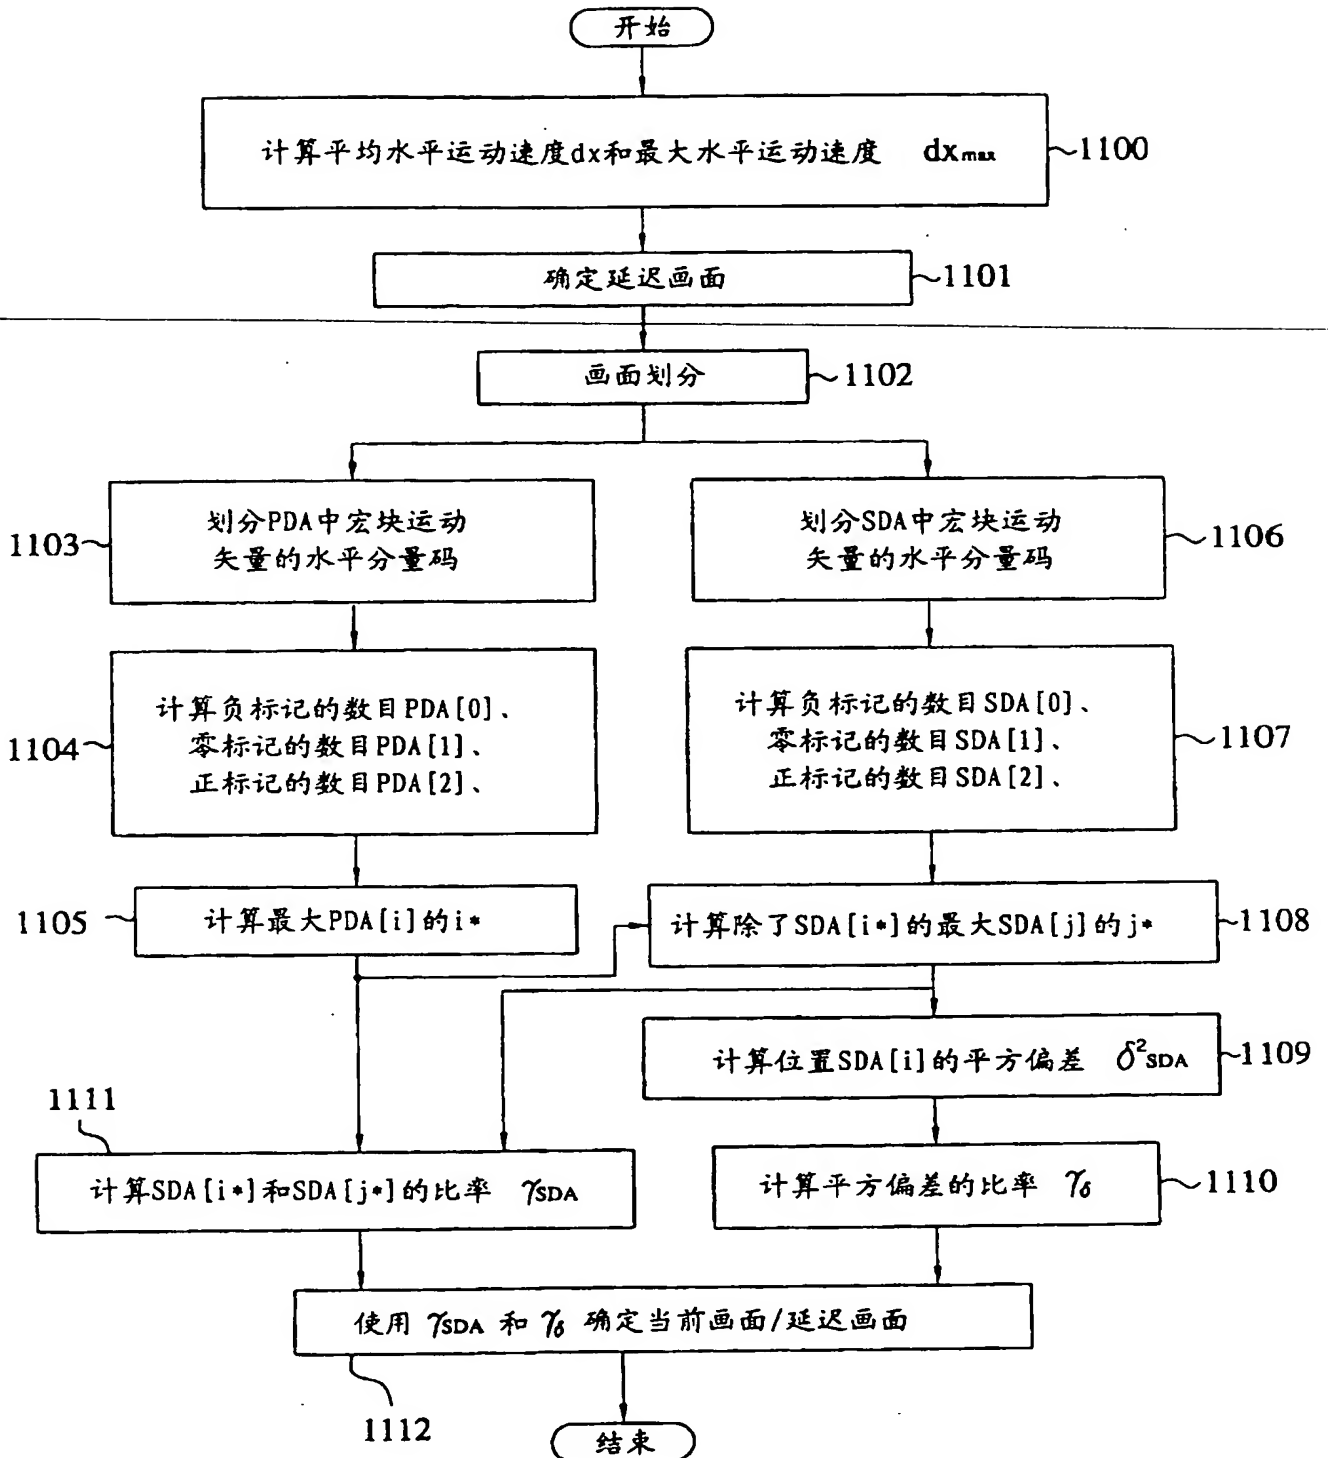 开始
计算平均水平运动速度dx和最大水平运动速度 dxmax
1100
确定延迟画面
1101
画面划分
1102
划分PDA中宏块运动
矢量的水平分量码
1103
划分SDA中宏块运动
矢量的水平分量码
1106
计算负标记的数目PDA[0]、
零标记的数目PDA[1]、
正标记的数目PDA[2]、
1104
计算负标记的数目SDA[0]、
零标记的数目SDA[1]、
正标记的数目SDA[2]、
1107
计算最大PDA[i]的i*
1105
计算除了SDA[i*]的最大SDA[j]的j*
1108
计算位置SDA[i]的平方偏差 δ²SDA
1109
1111
计算SDA[i*]和SDA[j*]的比率 γSDA
计算平方偏差的比率 γδ
1110
使用 γSDA 和 γδ 确定当前画面/延迟画面
1112
结束